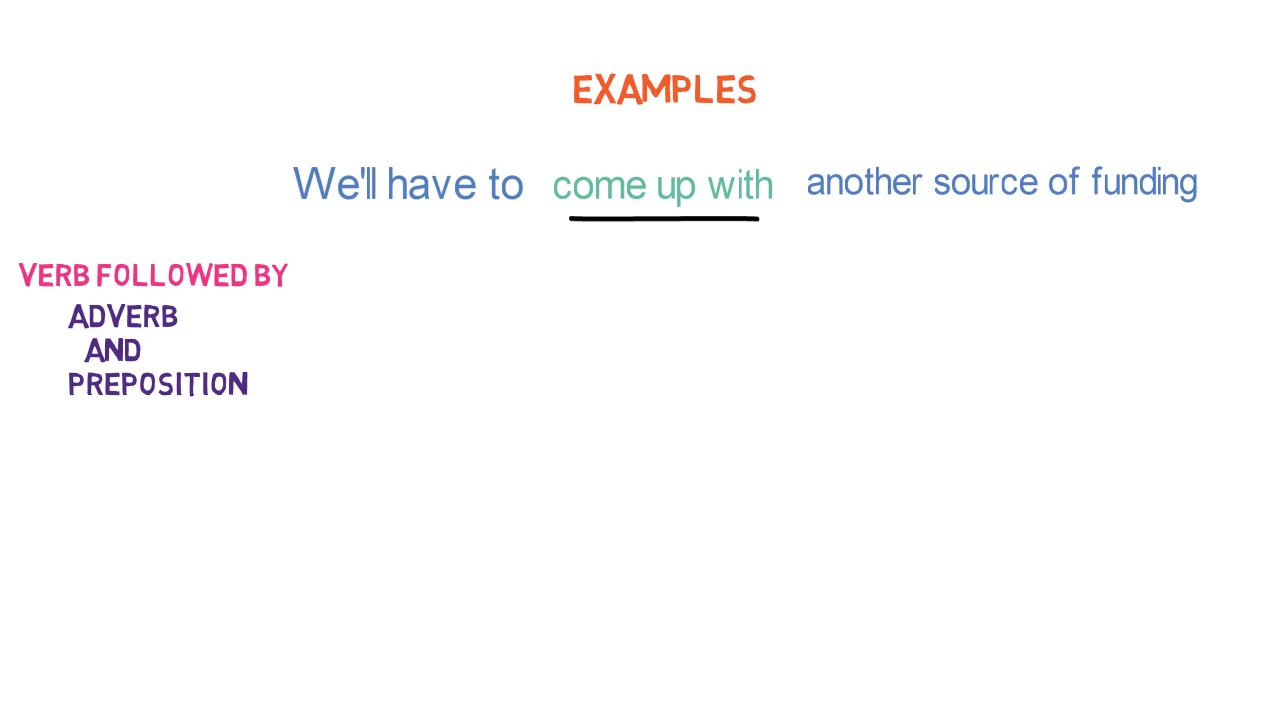 EXAMPLES
We'll have to come up with another source of funding
VERB FOLLOWED BY
ADVERB
AND
PREPOSITION